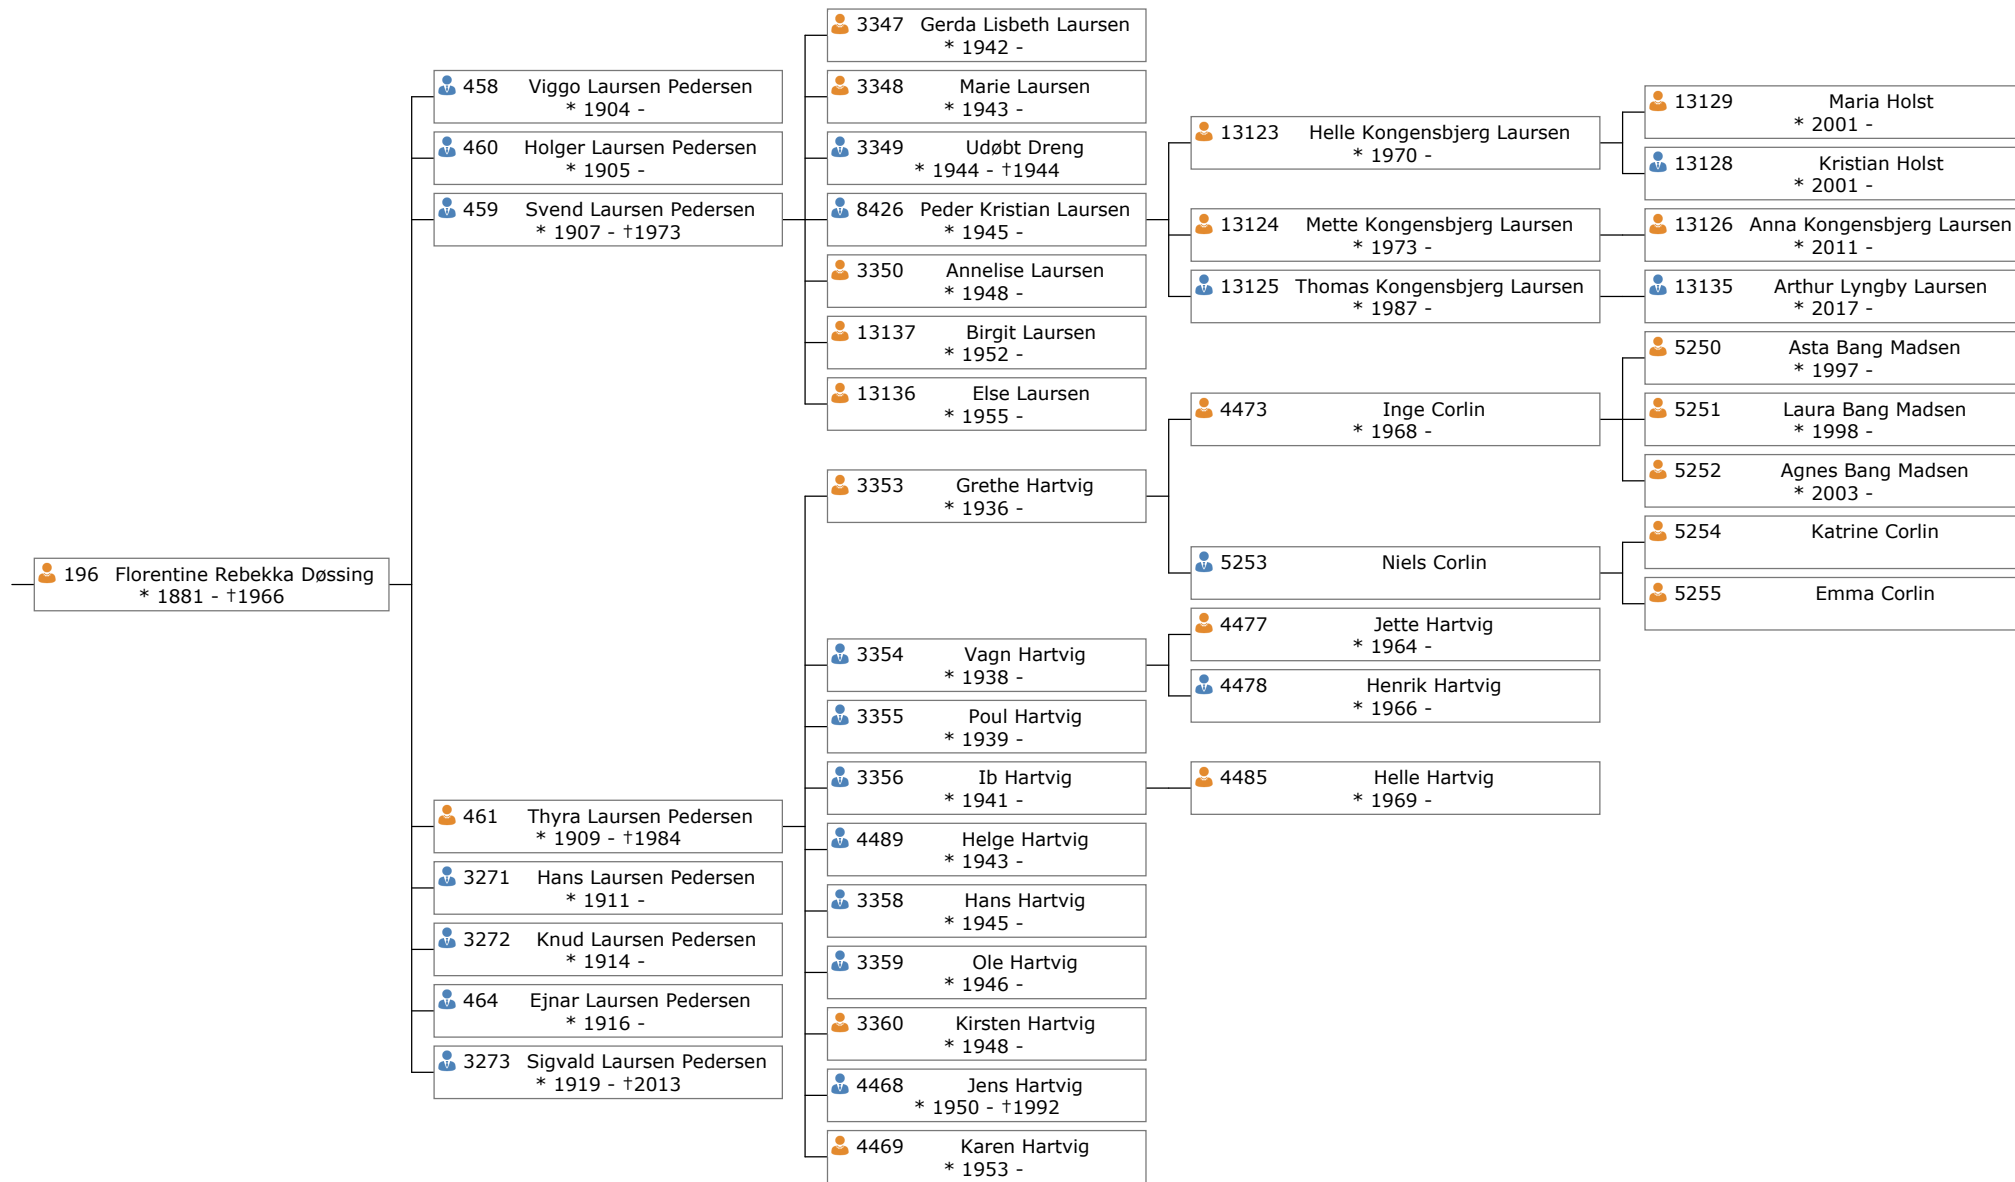 196 Florentine Rebekka Døssing
* 1881 - †1966
458 Viggo Laursen Pedersen
* 1904 -
460 Holger Laursen Pedersen
* 1905 -
459 Svend Laursen Pedersen
* 1907 - †1973
461 Thyra Laursen Pedersen
* 1909 - †1984
3271 Hans Laursen Pedersen
* 1911 -
3272 Knud Laursen Pedersen
* 1914 -
464 Ejnar Laursen Pedersen
* 1916 -
3273 Sigvald Laursen Pedersen
* 1919 - †2013
3347 Gerda Lisbeth Laursen
* 1942 -
3348 Marie Laursen
* 1943 -
3349 Udøbt Dreng
* 1944 - †1944
8426 Peder Kristian Laursen
* 1945 -
3350 Annelise Laursen
* 1948 -
13137 Birgit Laursen
* 1952 -
13136 Else Laursen
* 1955 -
3353 Grethe Hartvig
* 1936 -
3354 Vagn Hartvig
* 1938 -
3355 Poul Hartvig
* 1939 -
3356 Ib Hartvig
* 1941 -
4489 Helge Hartvig
* 1943 -
3358 Hans Hartvig
* 1945 -
3359 Ole Hartvig
* 1946 -
3360 Kirsten Hartvig
* 1948 -
4468 Jens Hartvig
* 1950 - †1992
4469 Karen Hartvig
* 1953 -
13123 Helle Kongensbjerg Laursen
* 1970 -
13124 Mette Kongensbjerg Laursen
* 1973 -
13125 Thomas Kongensbjerg Laursen
* 1987 -
4473 Inge Corlin
* 1968 -
5253 Niels Corlin
4477 Jette Hartvig
* 1964 -
4478 Henrik Hartvig
* 1966 -
4485 Helle Hartvig
* 1969 -
13129 Maria Holst
* 2001 -
13128 Kristian Holst
* 2001 -
13126 Anna Kongensbjerg Laursen
* 2011 -
13135 Arthur Lyngby Laursen
* 2017 -
5250 Asta Bang Madsen
* 1997 -
5251 Laura Bang Madsen
* 1998 -
5252 Agnes Bang Madsen
* 2003 -
5254 Katrine Corlin
5255 Emma Corlin